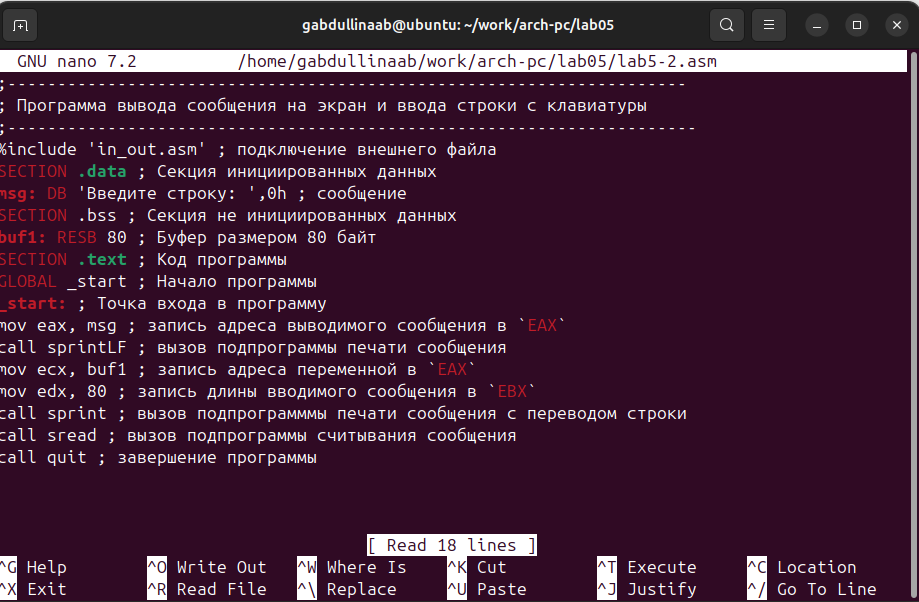 gabdullinaab@ubuntu: ~/work/arch-pc/lab05
GNU nano 7.2 /home/gabdullinaab/work/arch-pc/lab05/lab5-2.asm
;--------------------------------------------------------------------
; Программа вывода сообщения на экран и ввода строки с клавиатуры
;---------------------------------------------------------------------
%include 'in_out.asm' ; подключение внешнего файла
SECTION .data ; Секция инициированных данных
msg: DB 'Введите строку: ',0h ; сообщение
SECTION .bss ; Секция не инициированных данных
buf1: RESB 80 ; Буфер размером 80 байт
SECTION .text ; Код программы
GLOBAL _start ; Начало программы
_start: ; Точка входа в программу
mov eax, msg ; запись адреса выводимого сообщения в `EAX`
call sprintLF ; вызов подпрограммы печати сообщения
mov ecx, buf1 ; запись адреса переменной в `EAX`
mov edx, 80 ; запись длины вводимого сообщения в `EBX`
call sprint ; вызов подпрограмммы печати сообщения с переводом строки
call sread ; вызов подпрограммы считывания сообщения
call quit ; завершение программы
[ Read 18 lines ]
^G Help ^O Write Out ^W Where Is ^K Cut ^T Execute ^C Location
^X Exit ^R Read File ^\ Replace ^U Paste ^J Justify ^/ Go To Line